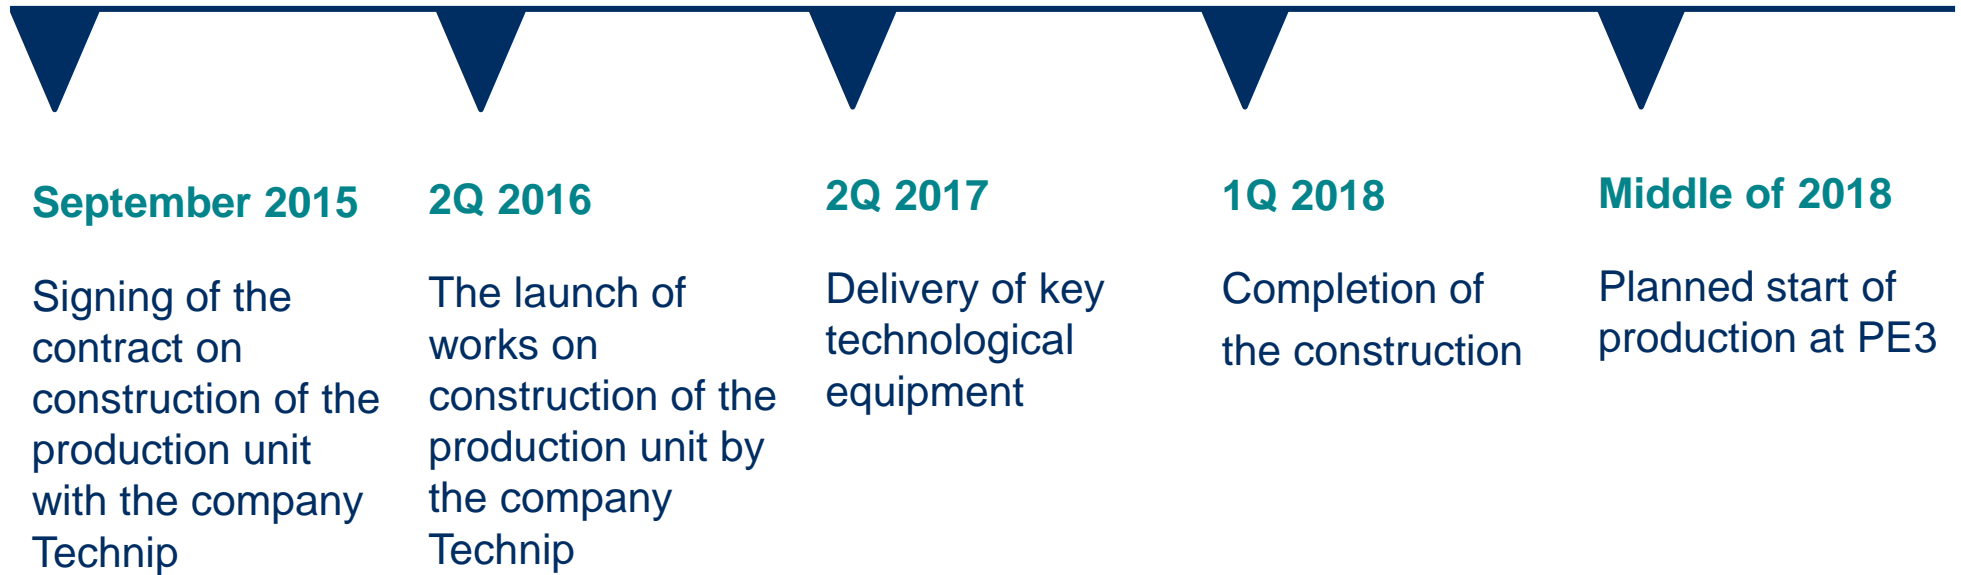 September 2015
Signing of the
contract on
construction of the
production unit
with the company
Technip
2Q 2016
The launch of
works on
construction of the
production unit by
the company
Technip
2Q 2017
Delivery of key
technological
equipment
1Q 2018
Completion of
the construction
Middle of 2018
Planned start of
production at PE3